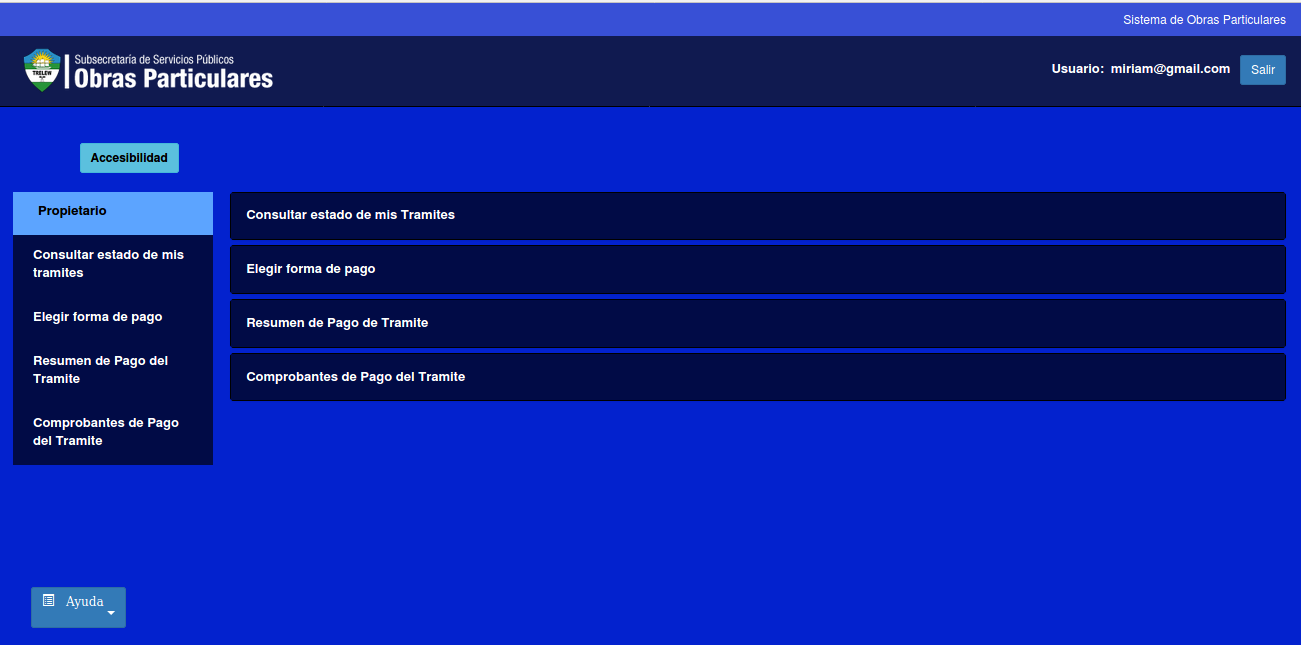 Sistema de Obras Particulares
Subsecretaría de Servicios Públicos
Obras Particulares
TRELEW
Usuario: miriam@gmail.com
Salir
Accesibilidad
Propietario
Consultar estado de mis
tramites
Elegir forma de pago
Resumen de Pago del
Tramite
Comprobantes de Pago
del Tramite
Consultar estado de mis Tramites
Elegir forma de pago
Resumen de Pago de Tramite
Comprobantes de Pago del Tramite
Ayuda